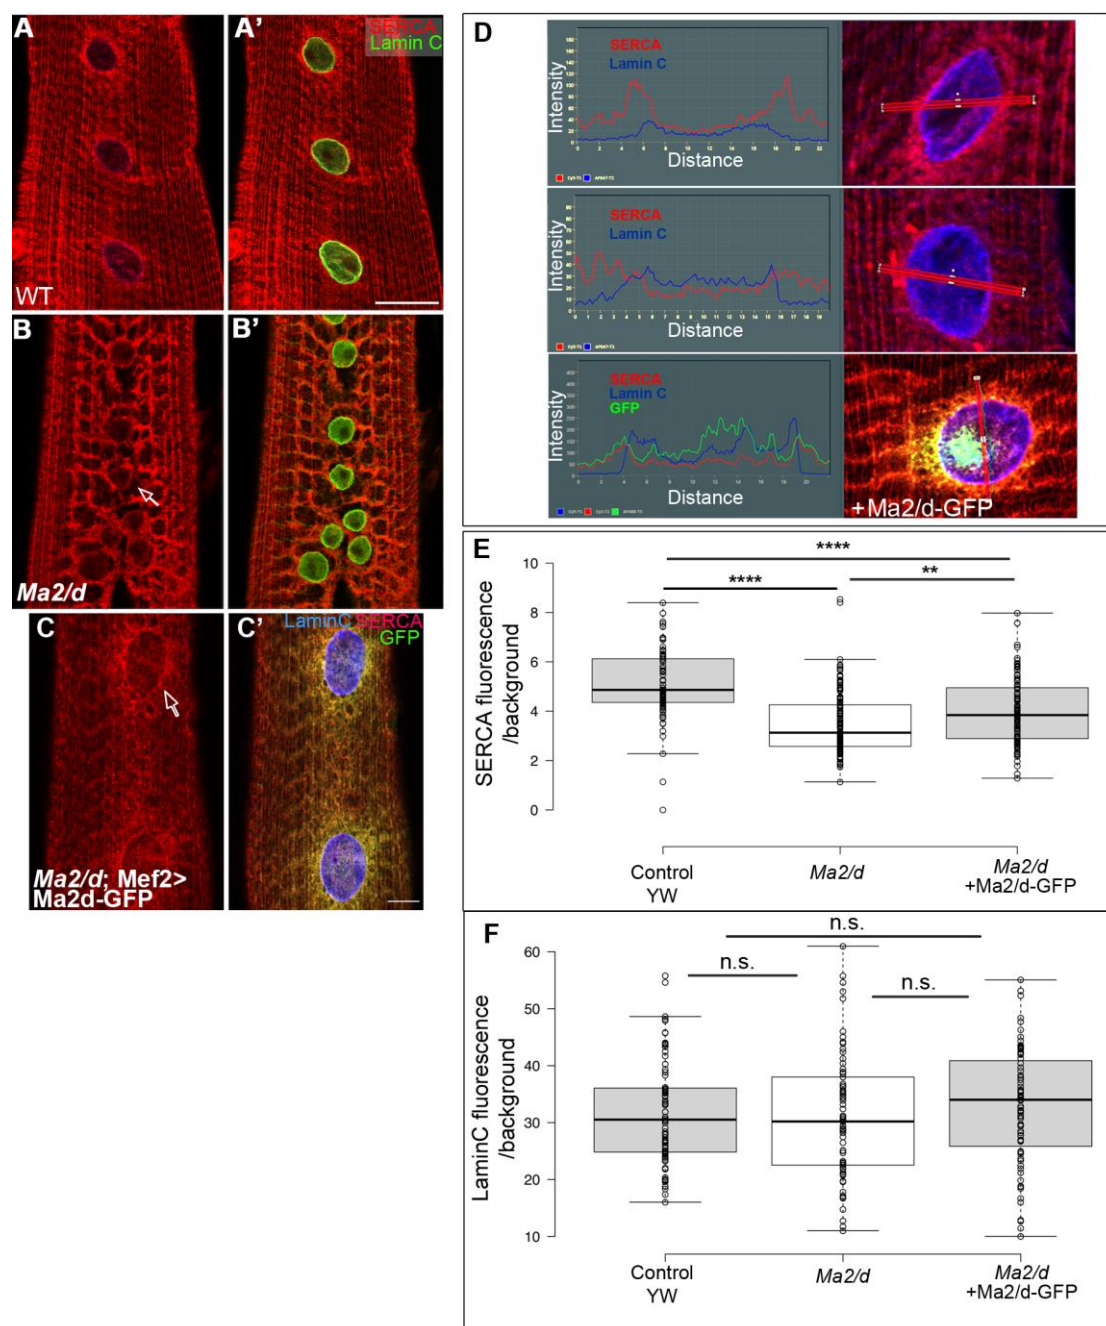 A
A'
SERCA
Lamin C
WT
B
B'
Ma2/d
C
C'
LaminC SERCA
GFP
Ma2/d; Mef2>
Ma2d-GFP
D
SERCA
Lamin C
Intensity
Distance
SERCA
Lamin C
Intensity
Distance
SERCA
Lamin C
GFP
Intensity
Distance
+Ma2/d-GFP
E
SERCA fluorescence
/background
10
8
6
4
2
0
****
****
**
Control
YW
Ma2/d
Ma2/d
+Ma2/d-GFP
F
LaminC fluorescence
/background
60
50
40
30
20
10
n.s.
n.s.
n.s.
Control
YW
Ma2/d
Ma2/d
+Ma2/d-GFP